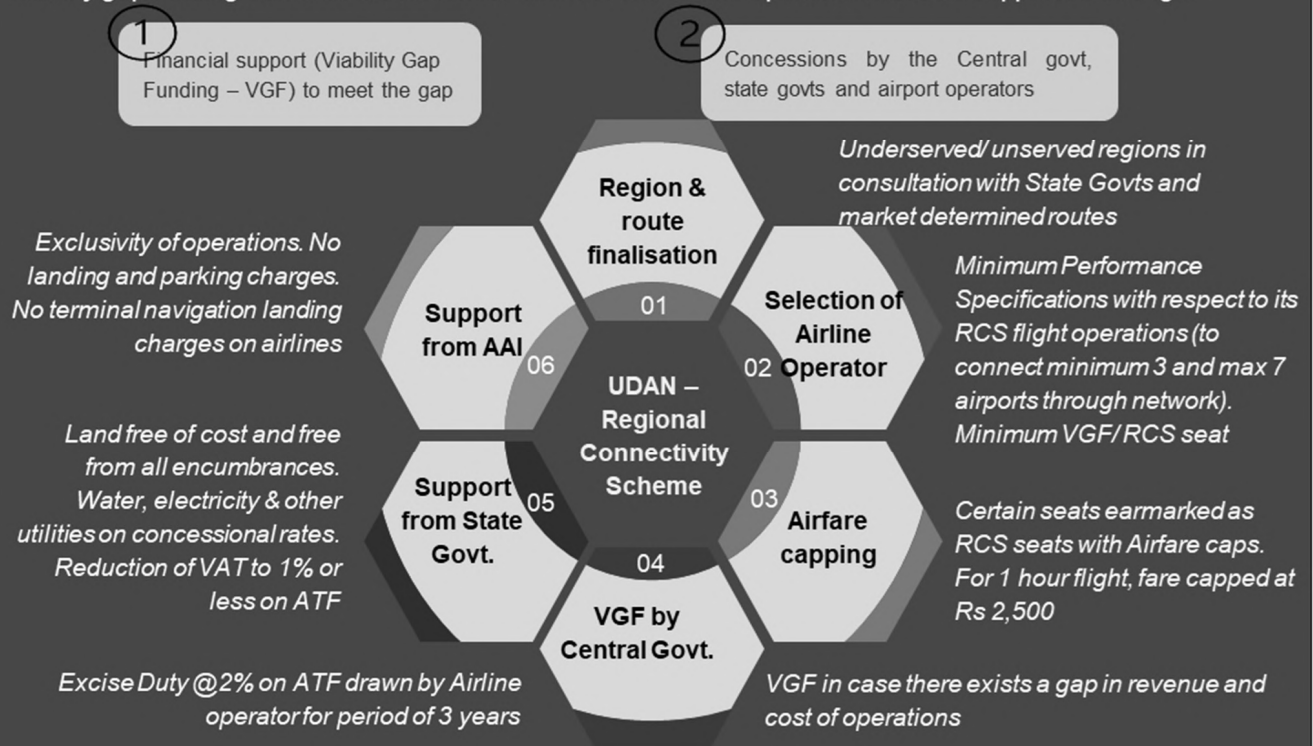 1
Financial support (Viability Gap
Funding – VGF) to meet the gap
2
Concessions by the Central govt,
state govts and airport operators
Region &
route
finalisation
01
Underserved/unserved regions in
consultation with State Govts and
market determined routes
Selection of
Airline
Operator
02
Minimum Performance
Specifications with respect to its
RCS flight operations (to
connect minimum 3 and max 7
airports through network).
Minimum VGF/RCS seat
Airfare
capping
03
Certain seats earmarked as
RCS seats with Airfare caps.
For 1 hour flight, fare capped at
Rs 2,500
04
VGF by
Central Govt.
VGF in case there exists a gap in revenue and
cost of operations
Excise Duty @2% on ATF drawn by Airline
operator for period of 3 years
Support
from State
Govt.
05
Land free of cost and free
from all encumbrances.
Water, electricity & other
utilities on concessional rates.
Reduction of VAT to 1% or
less on ATF
Support
from AAI
06
Exclusivity of operations. No
landing and parking charges.
No terminal navigation landing
charges on airlines
UDAN –
Regional
Connectivity
Scheme